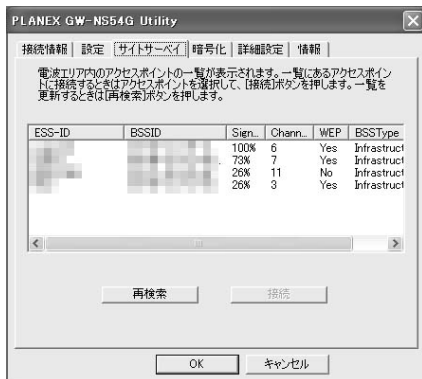 PLANEX GW-NS54G Utility
接続情報 設定 サイトサーベイ 暗号化 詳細設定 情報
電波エリア内のアクセスポイントの一覧が表示されます。一覧にあるアクセスポイン
トに接続するときはアクセスポイントを選択して、[接続]ボタンを押します。一覧を
更新するときは[再検索]ボタンを押します。
ESS-ID BSSID Sign... Chann... WEP BSSType
100% 6 Yes Infrastruct
73% 7 Yes Infrastruct
26% 11 No Infrastruct
26% 3 Yes Infrastruct
再検索 接続
OK キャンセル